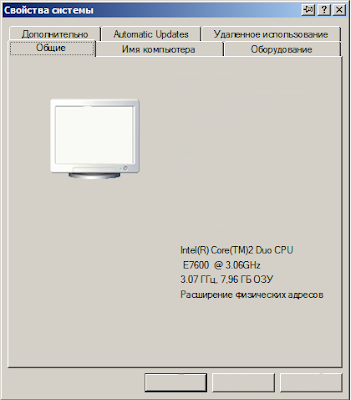 Свойства системы
Дополнительно Automatic Updates Удаленное использование
Общие Имя компьютера Оборудование
Intel(R) Core(TM)2 Duo CPU
E7600 @ 3.06GHz
3.07 ГГц, 7,96 ГБ ОЗУ
Расширение физических адресов